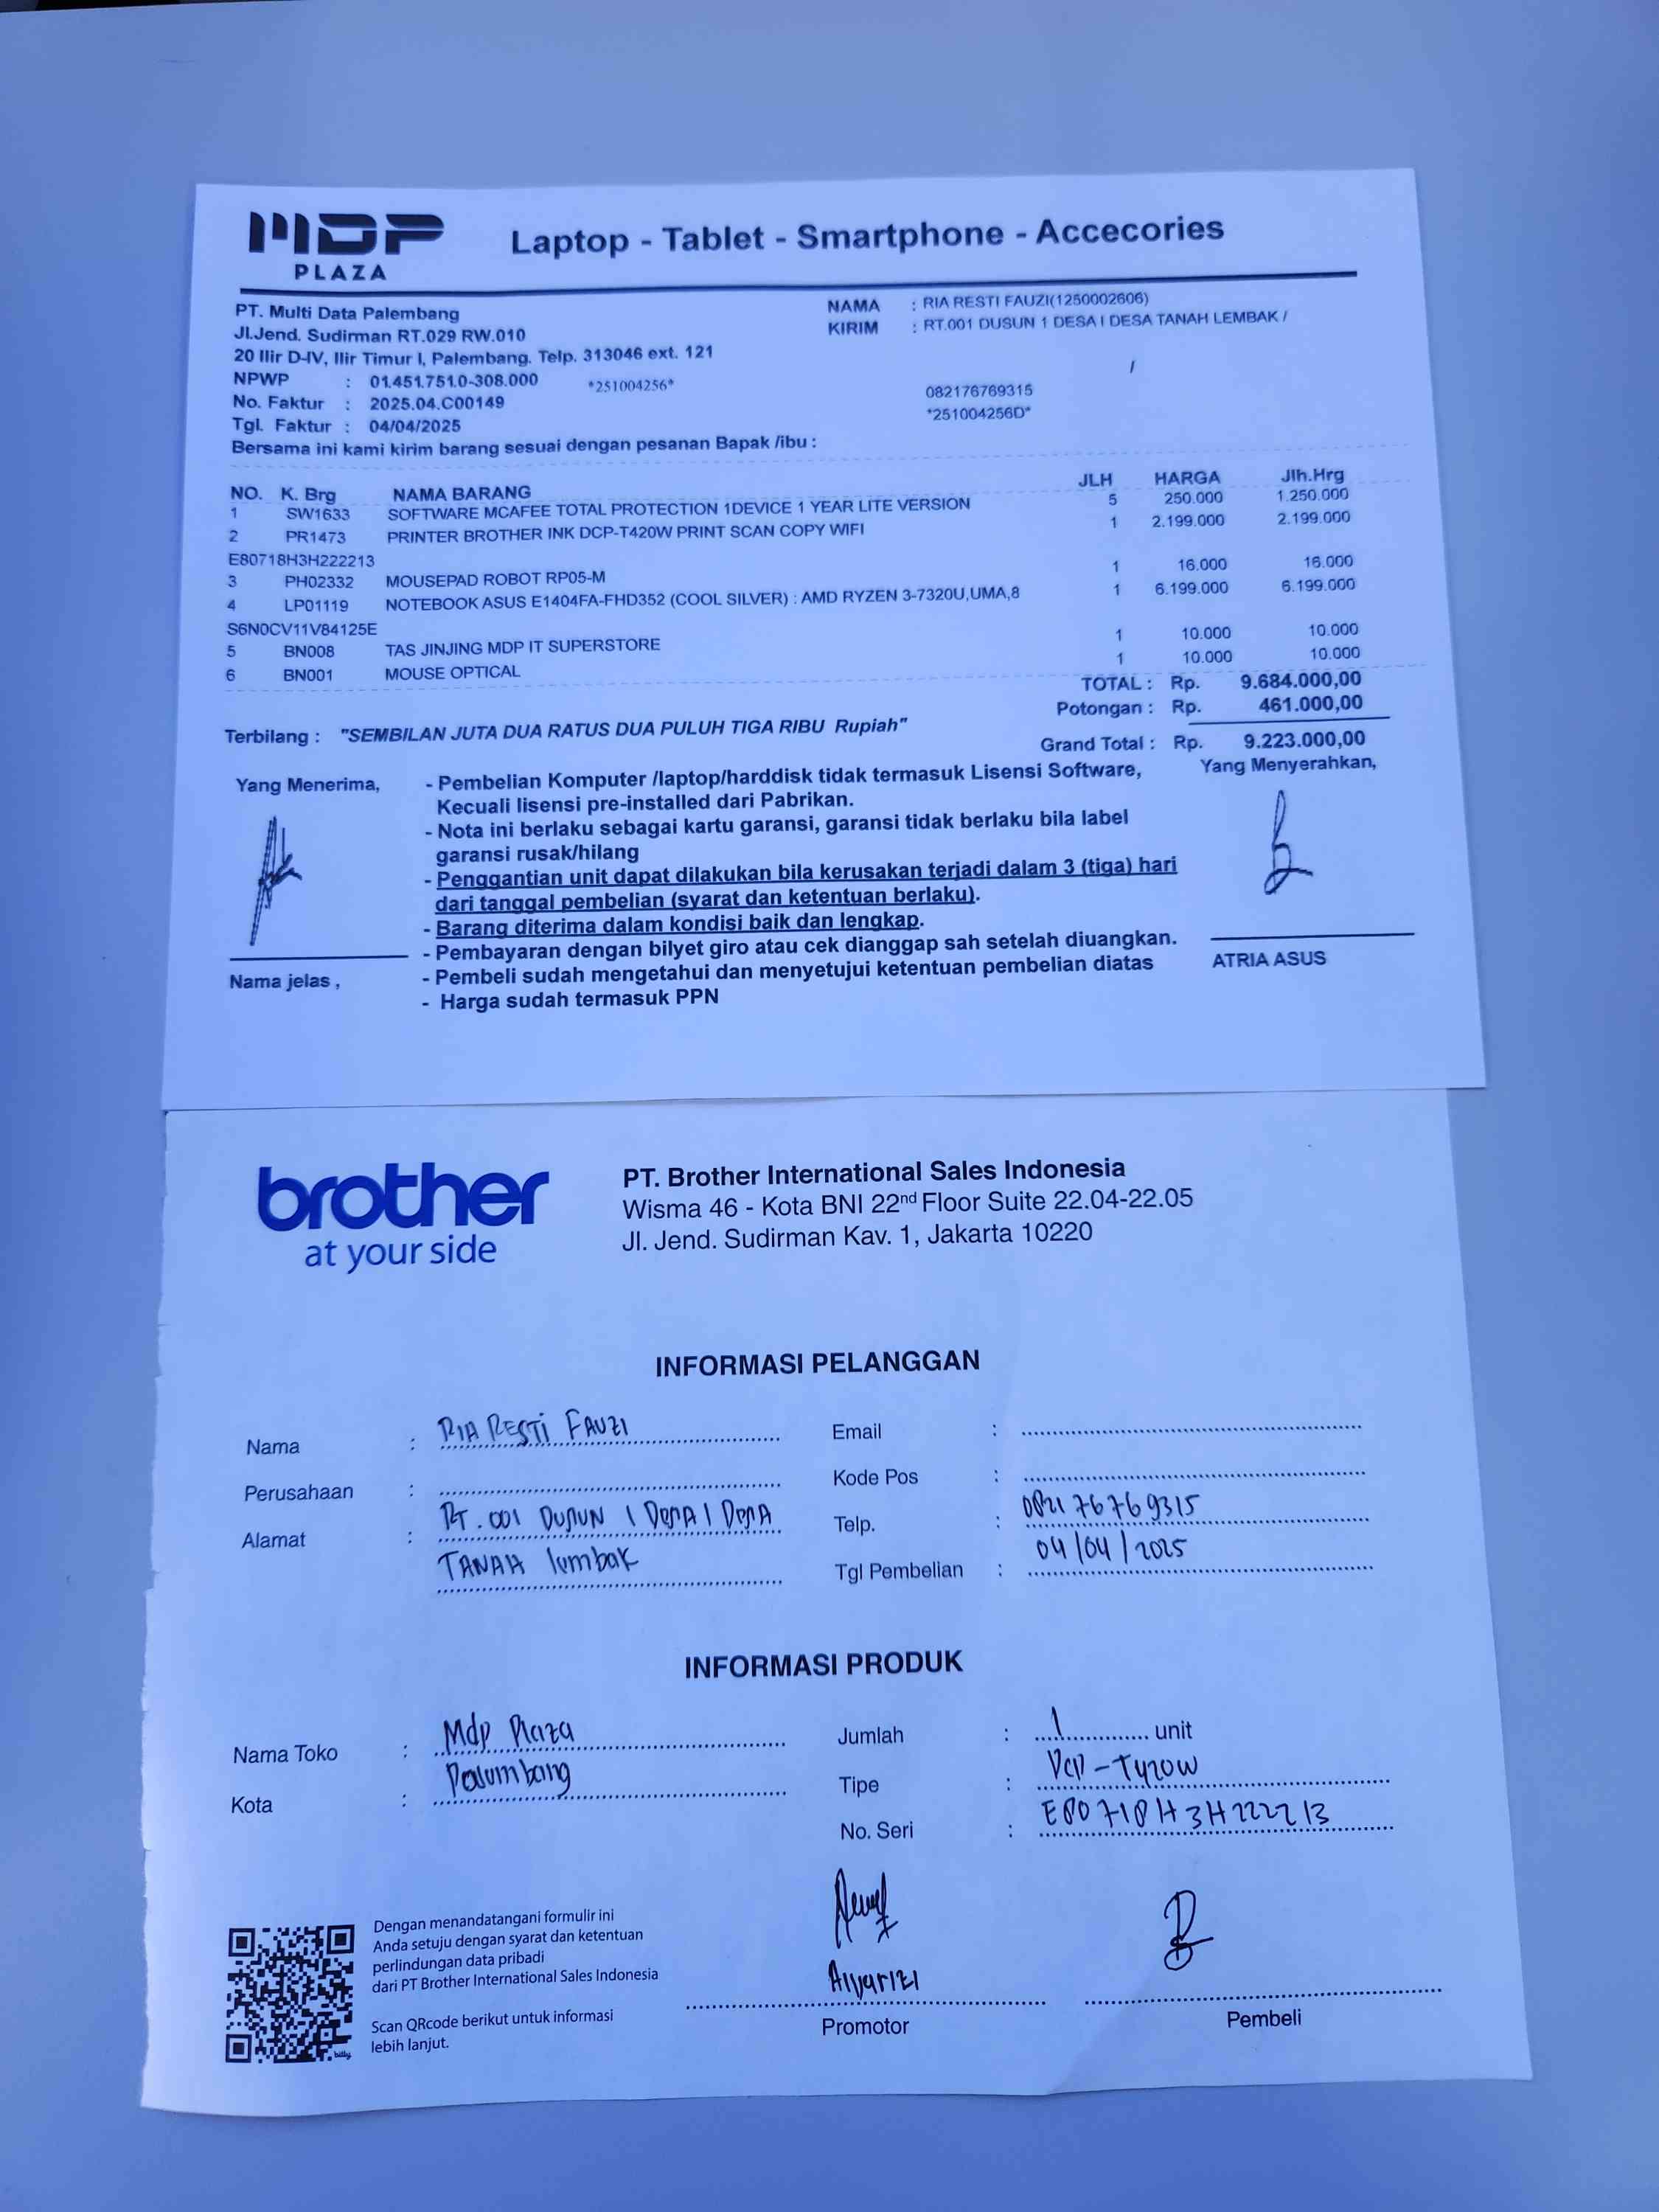 MDP
PLAZA
Laptop - Tablet - Smartphone - Accecories
PT. Multi Data Palembang
Jl.Jend. Sudirman RT.029 RW.010
20 Ilir D-IV, Ilir Timur I, Palembang. Telp. 313046 ext. 121
NPWP : 01.451.751.0-308.000 *251004256*
No. Faktur : 2025.04.C00149
Tgl. Faktur : 04/04/2025
NAMA : RIA RESTI FAUZI(1250002606)
KIRIM : RT.001 DUSUN 1 DESA I DESA TANAH LEMBAK /
/
082176769315
*251004256D*
Bersama ini kami kirim barang sesuai dengan pesanan Bapak /ibu :
NO. K. Brg NAMA BARANG JLH HARGA Jlh.Hrg
1 SW1633 SOFTWARE MCAFEE TOTAL PROTECTION 1DEVICE 1 YEAR LITE VERSION 5 250.000 1.250.000
2 PR1473 PRINTER BROTHER INK DCP-T420W PRINT SCAN COPY WIFI 1 2.199.000 2.199.000
E80718H3H222213
3 PH02332 MOUSEPAD ROBOT RP05-M 1 16.000 16.000
4 LP01119 NOTEBOOK ASUS E1404FA-FHD352 (COOL SILVER) : AMD RYZEN 3-7320U,UMA,8 1 6.199.000 6.199.000
S6N0CV11V84125E
5 BN008 TAS JINJING MDP IT SUPERSTORE 1 10.000 10.000
6 BN001 MOUSE OPTICAL 1 10.000 10.000
TOTAL : Rp. 9.684.000,00
Potongan : Rp. 461.000,00
Terbilang : "SEMBILAN JUTA DUA RATUS DUA PULUH TIGA RIBU Rupiah"
Grand Total : Rp. 9.223.000,00
Yang Menerima,
- Pembelian Komputer /laptop/harddisk tidak termasuk Lisensi Software,
Kecuali lisensi pre-installed dari Pabrikan.
- Nota ini berlaku sebagai kartu garansi, garansi tidak berlaku bila label
garansi rusak/hilang
- Penggantian unit dapat dilakukan bila kerusakan terjadi dalam 3 (tiga) hari
dari tanggal pembelian (syarat dan ketentuan berlaku).
- Barang diterima dalam kondisi baik dan lengkap.
- Pembayaran dengan bilyet giro atau cek dianggap sah setelah diuangkan.
- Pembeli sudah mengetahui dan menyetujui ketentuan pembelian diatas
- Harga sudah termasuk PPN
Yang Menyerahkan,
Nama jelas ,
ATRIA ASUS
brother
at your side
PT. Brother International Sales Indonesia
Wisma 46 - Kota BNI 22nd Floor Suite 22.04-22.05
Jl. Jend. Sudirman Kav. 1, Jakarta 10220
INFORMASI PELANGGAN
Nama : RIA RESTI FAUZI
Perusahaan :
Alamat : RT. 001 DUSUN 1 DESA I DESA
TANAH lembak
Email :
Kode Pos :
Telp. : 082176769315
Tgl Pembelian : 04/04/2025
INFORMASI PRODUK
Nama Toko : Mdp Plaza
Kota : Palembang
Jumlah : 1 unit
Tipe : DCP-T420W
No. Seri : E80718H3H222213
Dengan menandatangani formulir ini
Anda setuju dengan syarat dan ketentuan
perlindungan data pribadi
dari PT Brother International Sales Indonesia
Scan QRcode berikut untuk informasi
lebih lanjut.
bitly
Promotor
Pembeli